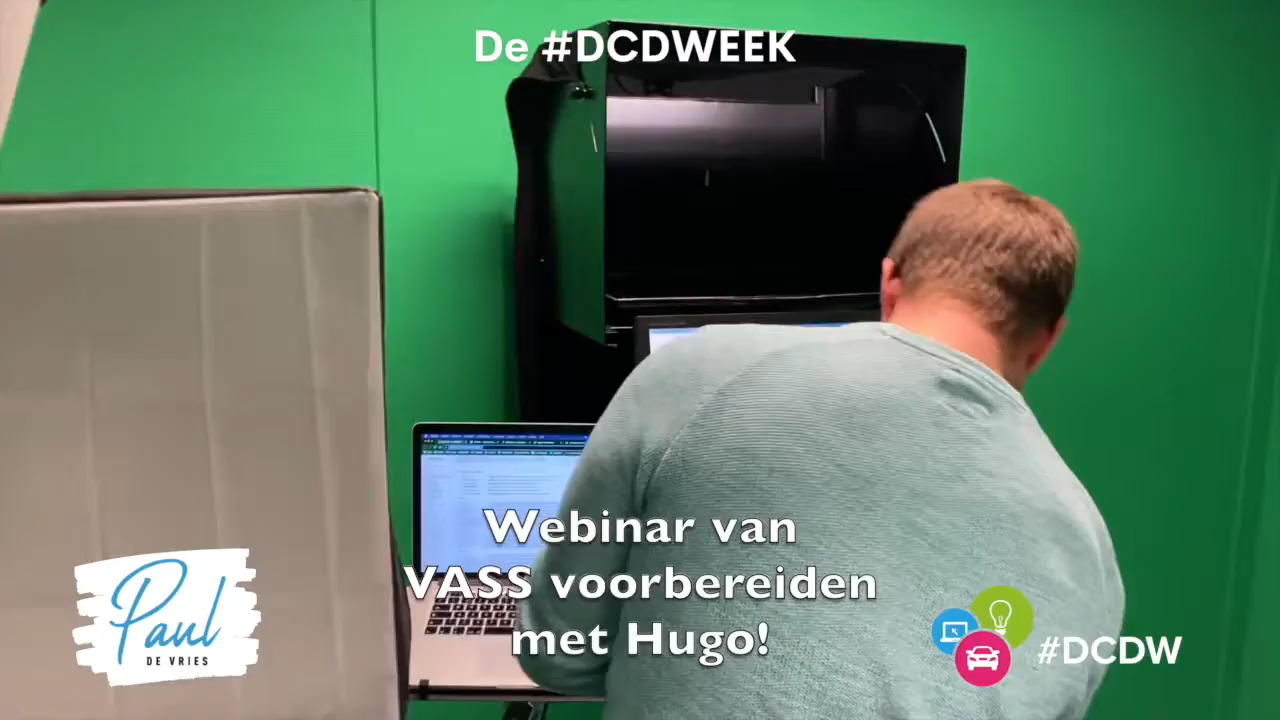 De #DCDWEEK
Webinar van
VASS voorbereiden
met Hugo!
Paul
DE VRIES
#DCDW